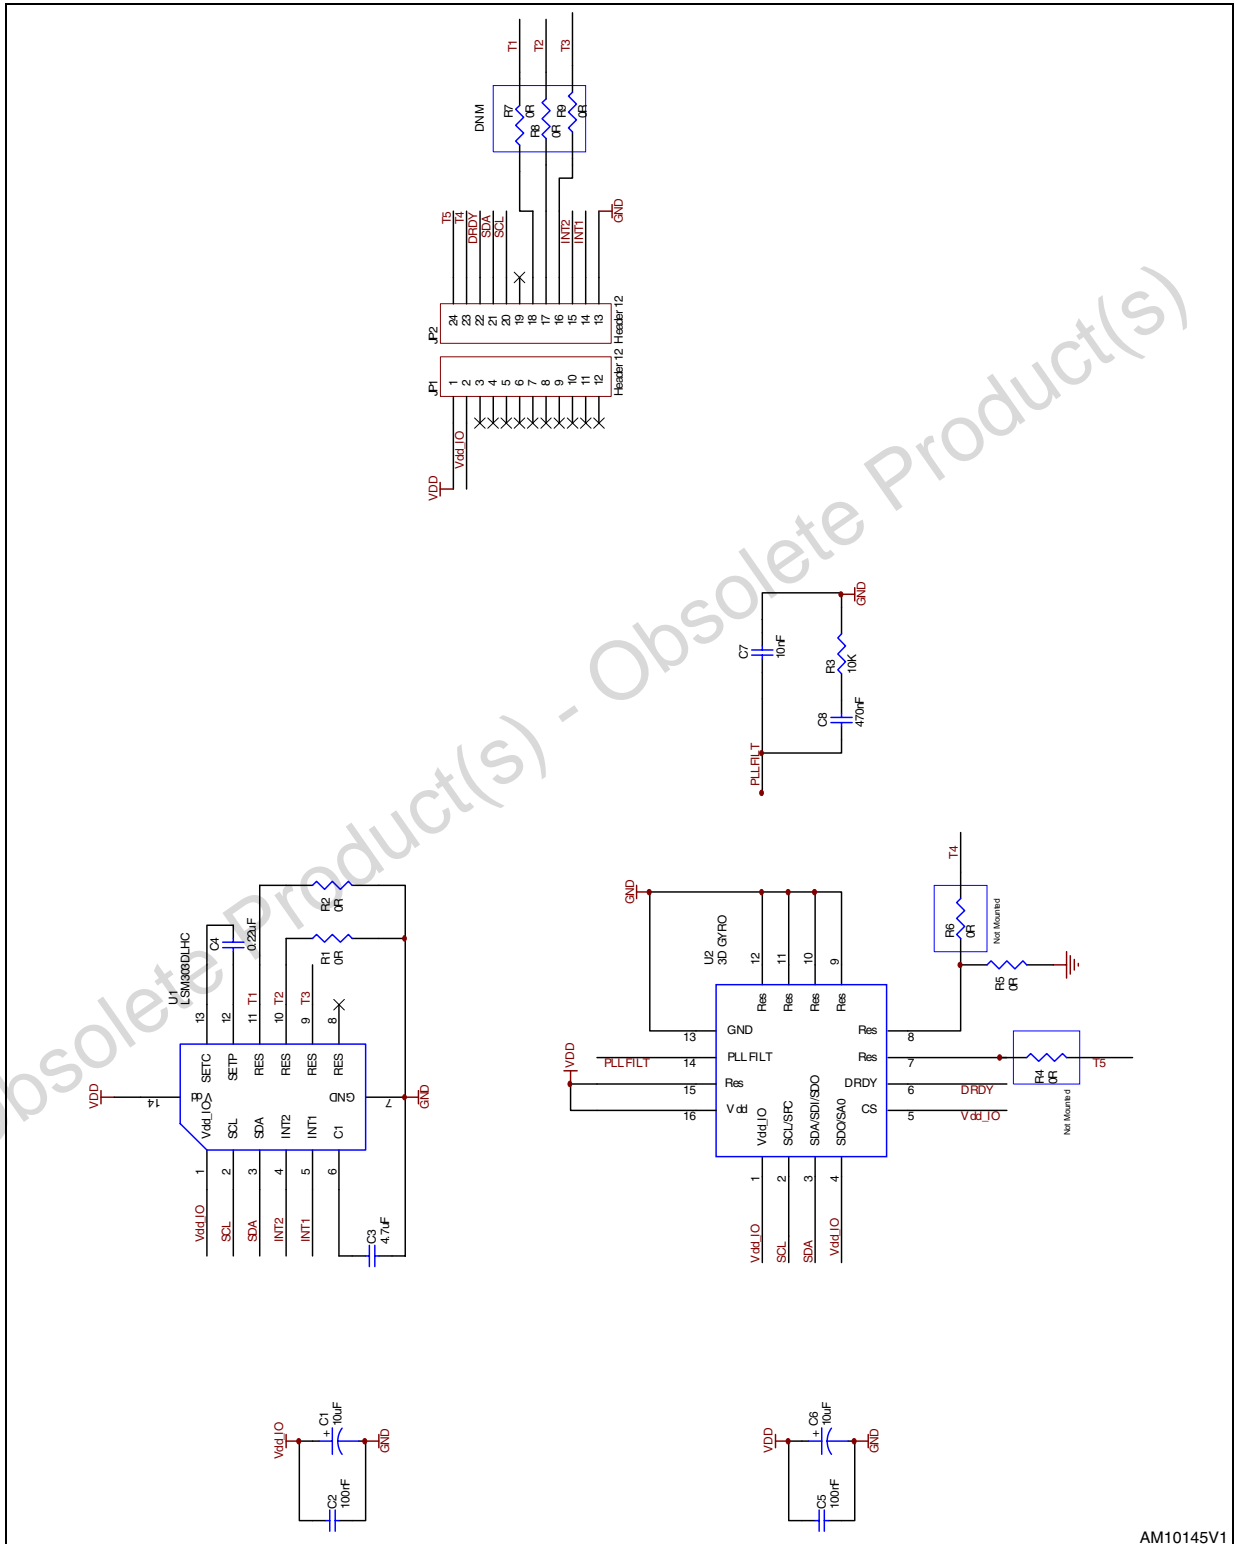 T1
T2
T3
DNM
R7
0R
R8
0R
R9
0R
T5
T4
DRDY
SDA
SCL
INT2
INT1
GND
JP2
24
23
22
21
20
19
18
17
16
15
14
13
Header 12
JP1
1
2
3
4
5
6
7
8
9
10
11
12
Header 12
VDD
Vdd_IO
C7
10nF
R3
10K
C8
470nF
GND
PLLFILT
U1
LSM303DLHC
C4
0.22uF
R2
0R
R1
0R
T1
T2
T3
13
12
11
10
9
8
SETC
SETP
RES
RES
RES
RES
VDD
14
Vdd
GND
7
GND
Vdd_IO
SCL
SDA
INT2
INT1
C1
1
2
3
4
5
6
Vdd_IO
SCL
SDA
INT2
INT1
C3
4.7uF
GND
U2
3D GYRO
12
11
10
9
Res
Res
Res
Res
VDD
PLLFILT
13
14
15
16
GND
PLLFILT
Res
Vdd
Res
Res
DRDY
CS
8
7
6
5
DRDY
Vdd_IO
Vdd_IO
SCL/SPC
SDA/SDI/SDO
SDO/SA0
1
2
3
4
Vdd_IO
SCL
SDA
Vdd_IO
T4
R6
0R
Not Mounted
R5
0R
R4
0R
T5
Not Mounted
Vdd_IO
C1
10uF
+
GND
C2
100nF
VDD
C6
10uF
+
GND
C5
100nF
AM10145V1
Obsolete Product(s) - Obsolete Product(s)